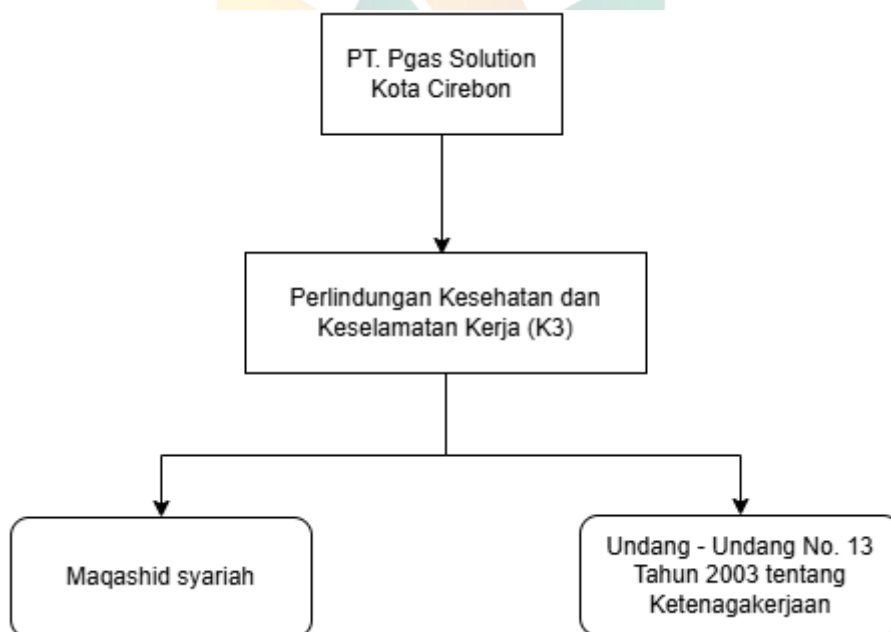 PT. Pgas Solution
Kota Cirebon
Perlindungan Kesehatan dan
Keselamatan Kerja (K3)
Maqashid syariah
Undang - Undang No. 13
Tahun 2003 tentang
Ketenagakerjaan